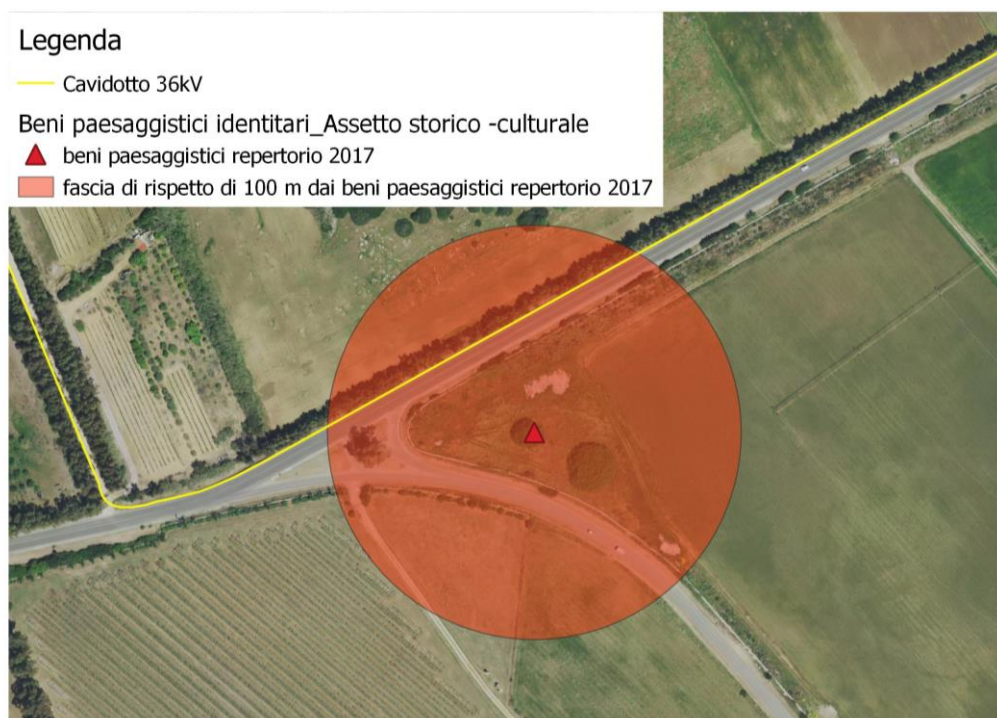 Legenda
Cavidotto 36kV
Beni paesaggistici identitari_Assetto storico -culturale
beni paesaggistici repertorio 2017
fascia di rispetto di 100 m dai beni paesaggistici repertorio 2017